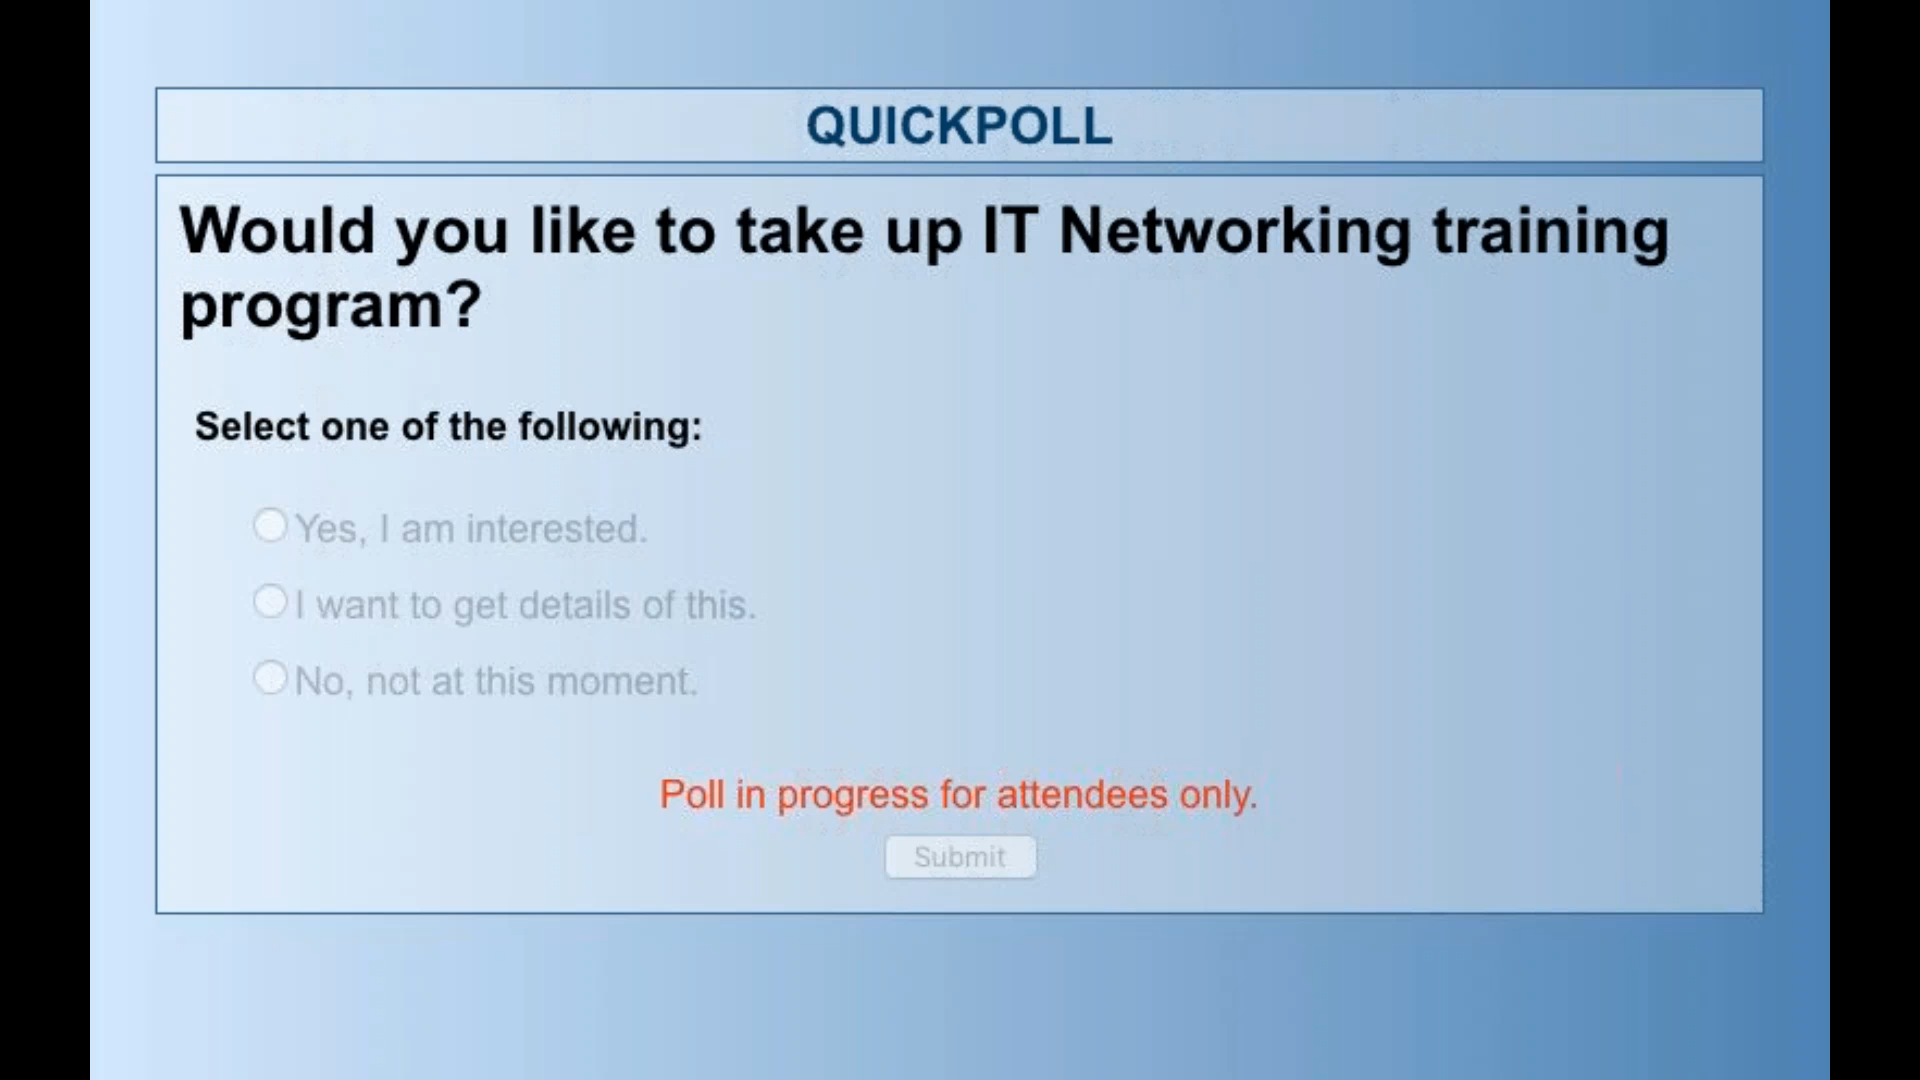 QUICKPOLL
Would you like to take up IT Networking training
program?
Select one of the following:
Yes, I am interested.
I want to get details of this.
No, not at this moment.
Poll in progress for attendees only.
Submit